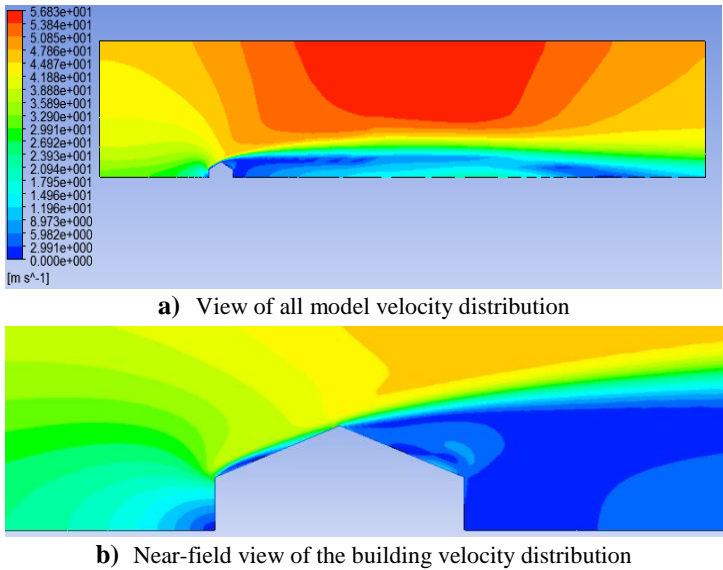 5.683e+001
5.384e+001
5.085e+001
4.786e+001
4.487e+001
4.188e+001
3.888e+001
3.589e+001
3.290e+001
2.991e+001
2.692e+001
2.393e+001
2.094e+001
1.795e+001
1.496e+001
1.196e+001
8.973e+000
5.982e+000
2.991e+000
0.000e+000
[m s^-1]
a) View of all model velocity distribution
b) Near-field view of the building velocity distribution